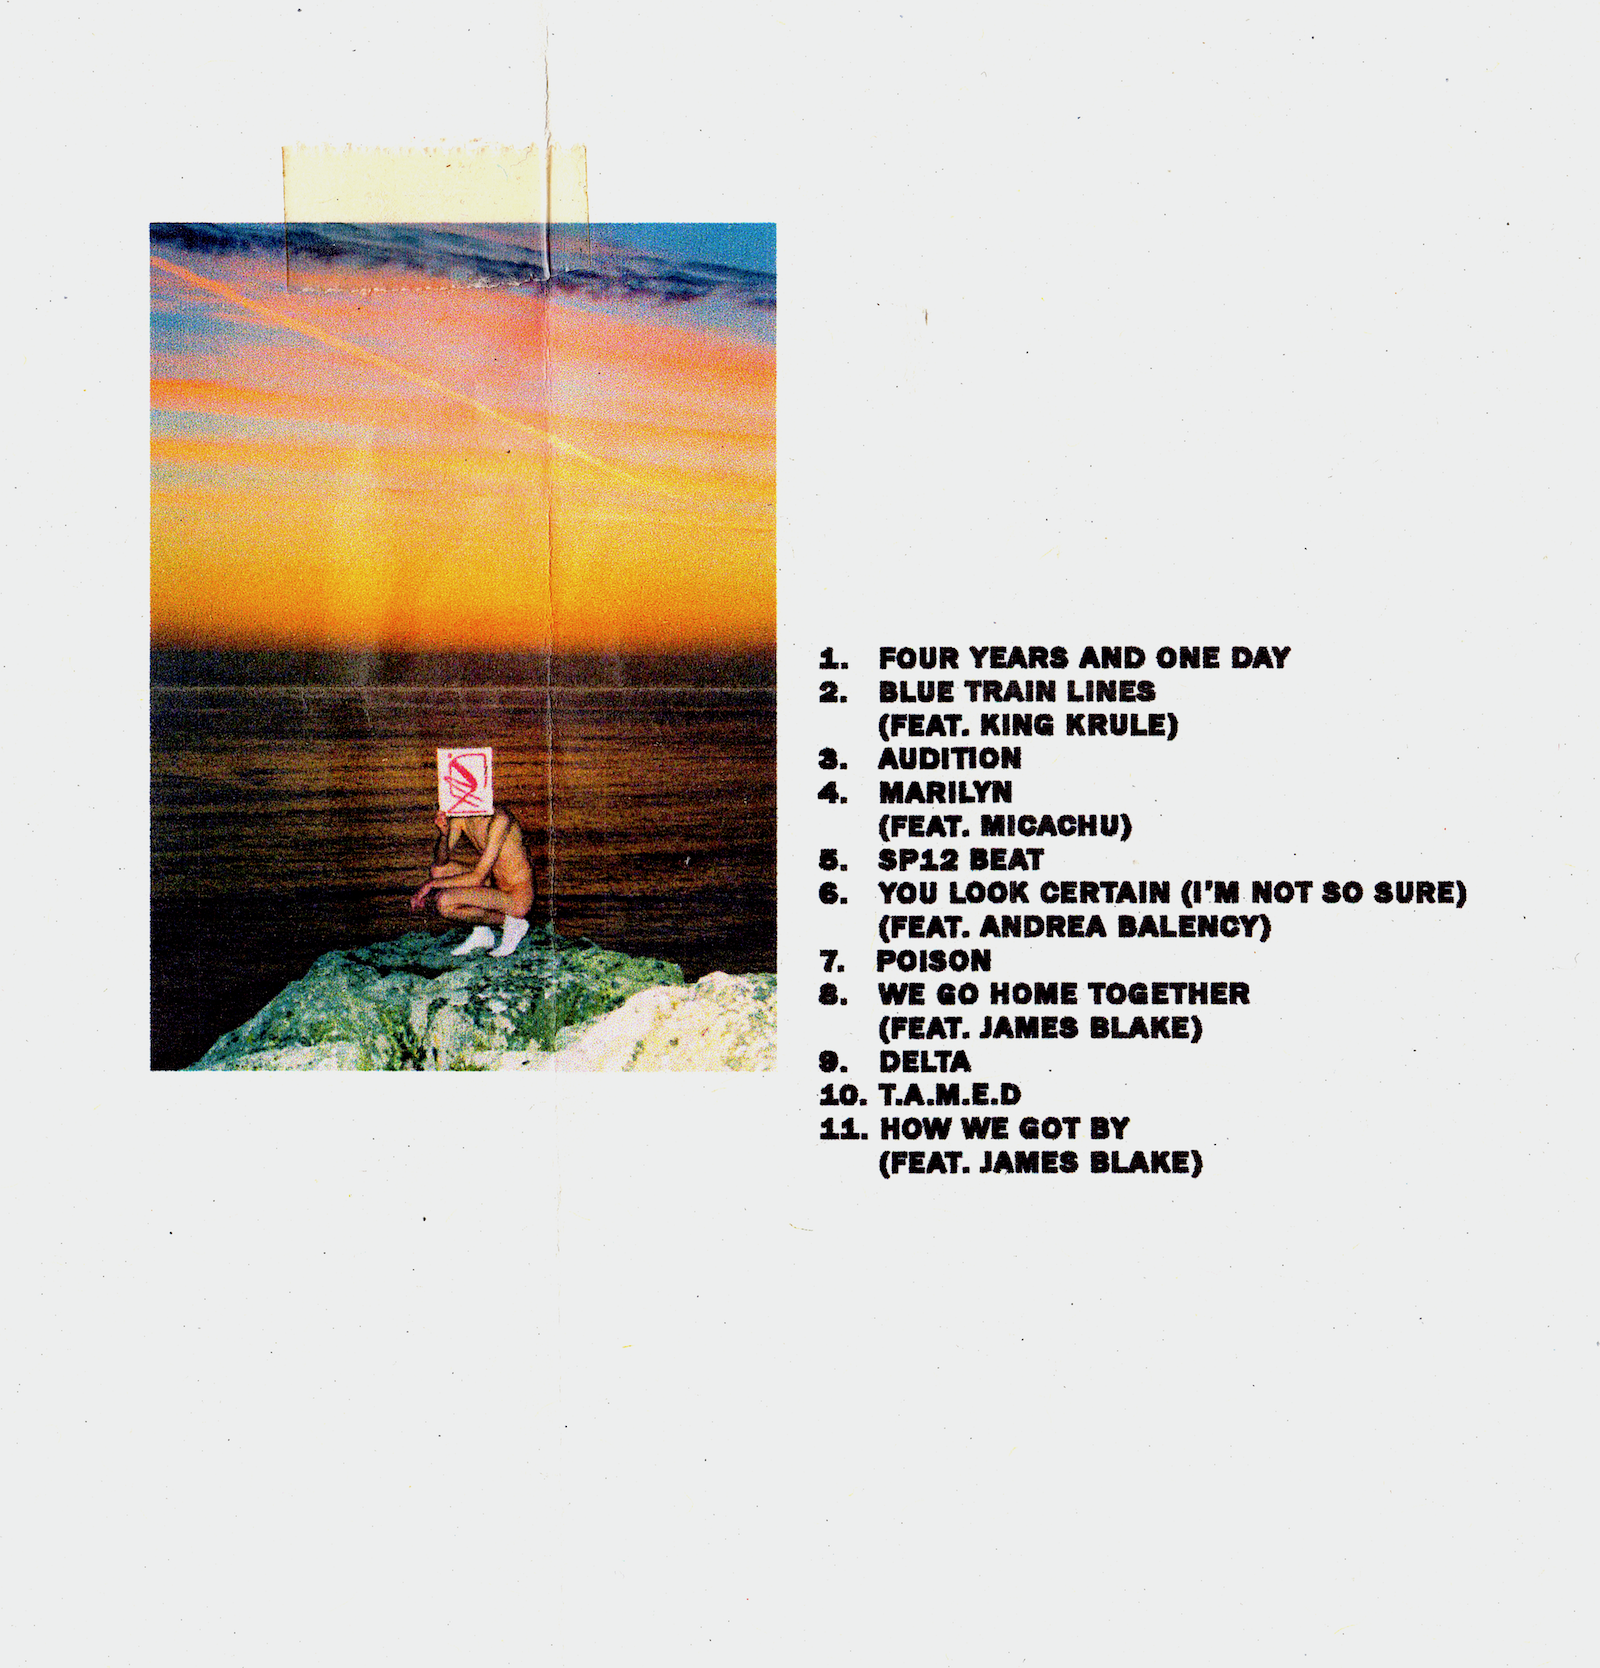 1. FOUR YEARS AND ONE DAY
2. BLUE TRAIN LINES
(FEAT. KING KRULE)
3. AUDITION
4. MARILYN
(FEAT. MICACHU)
5. SP12 BEAT
6. YOU LOOK CERTAIN (I'M NOT SO SURE)
(FEAT. ANDREA BALENCY)
7. POISON
8. WE GO HOME TOGETHER
(FEAT. JAMES BLAKE)
9. DELTA
10. T.A.M.E.D
11. HOW WE GOT BY
(FEAT. JAMES BLAKE)